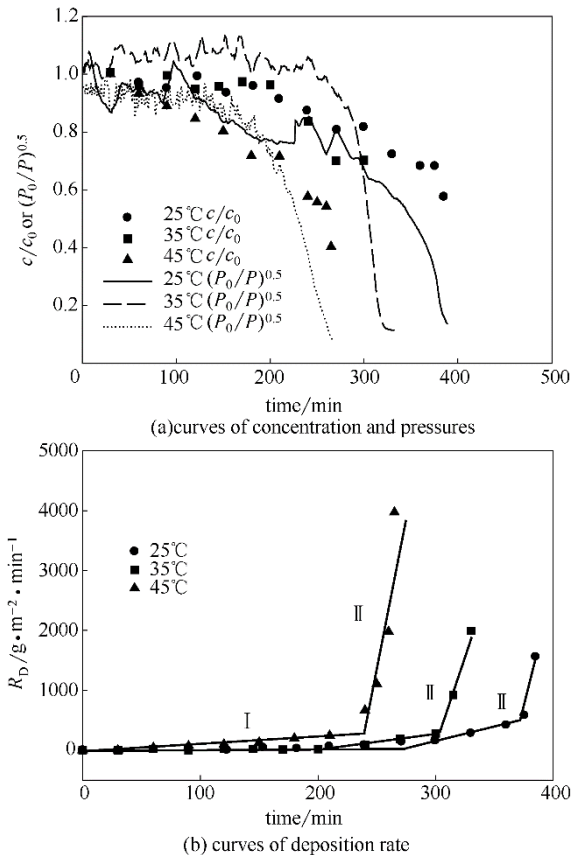 1.2
1.0
0.8
0.6
0.4
0.2
c/c₀ or (P₀/P)^0.5
25℃ c/c₀
35℃ c/c₀
45℃ c/c₀
25℃ (P₀/P)^0.5
35℃ (P₀/P)^0.5
45℃ (P₀/P)^0.5
0 100 200 300 400 500
time/min
(a)curves of concentration and pressures
5000
4000
3000
2000
1000
0
R_D/g•m⁻²•min⁻¹
25℃
35℃
45℃
Ⅰ
Ⅱ
Ⅱ
Ⅱ
0 100 200 300 400
time/min
(b) curves of deposition rate